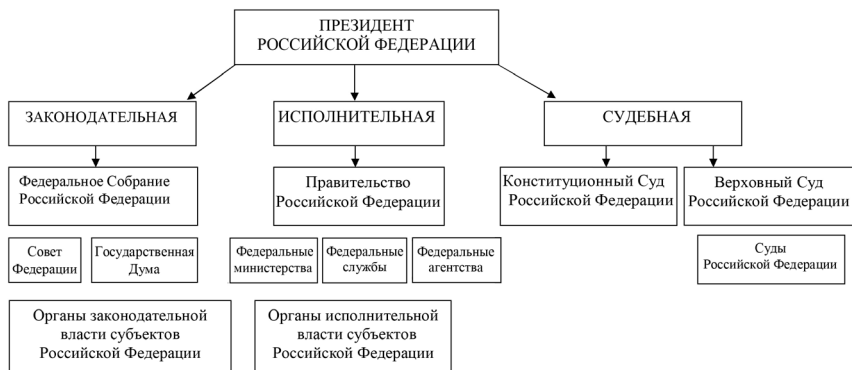 ПРЕЗИДЕНТ
РОССИЙСКОЙ ФЕДЕРАЦИИ
ЗАКОНОДАТЕЛЬНАЯ
ИСПОЛНИТЕЛЬНАЯ
СУДЕБНАЯ
Федеральное Собрание
Российской Федерации
Правительство
Российской Федерации
Конституционный Суд
Российской Федерации
Верховный Суд
Российской Федерации
Совет
Федерации
Государственная
Дума
Федеральные
министерства
Федеральные
службы
Федеральные
агентства
Суды
Российской Федерации
Органы законодательной
власти субъектов
Российской Федерации
Органы исполнительной
власти субъектов
Российской Федерации